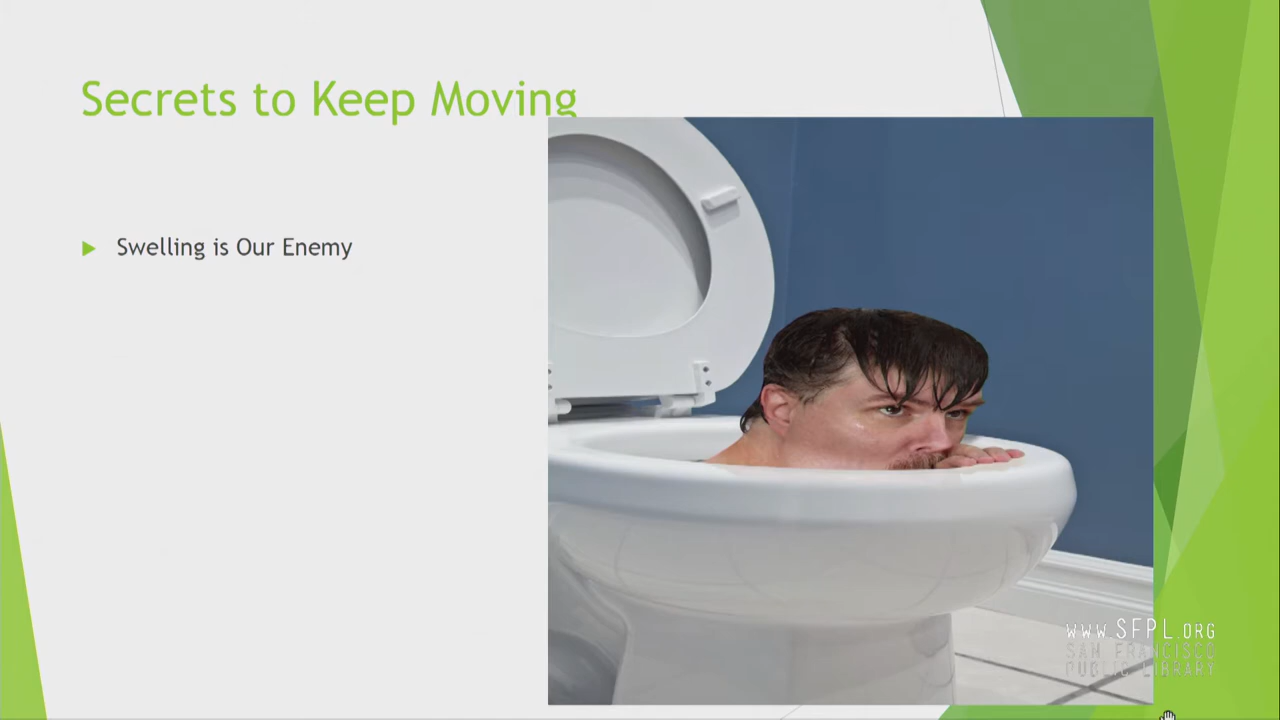 Secrets to Keep Moving
Swelling is Our Enemy
www.SFPL.ORG
SAN FRANCISCO
PUBLIC LIBRARY